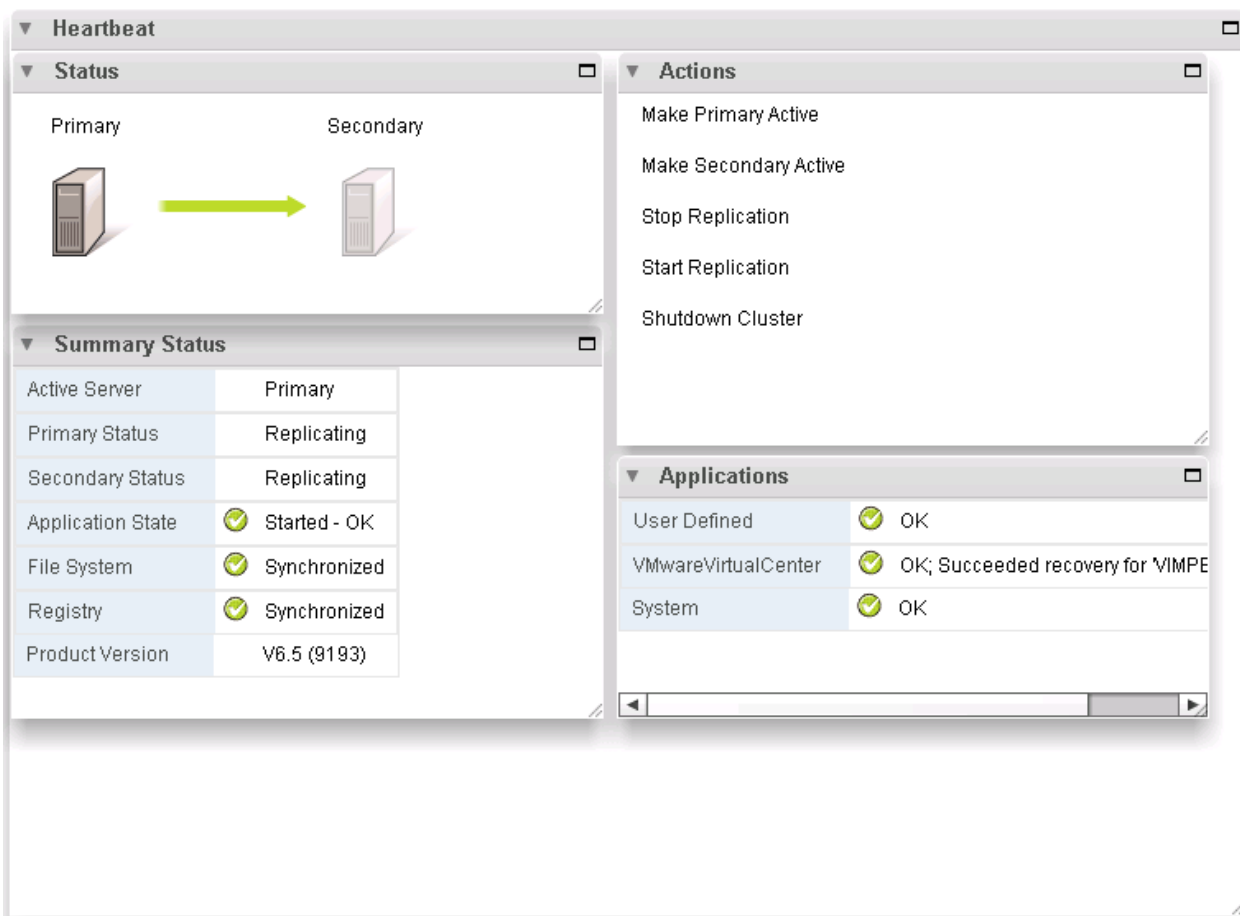 Heartbeat
Status
Primary Secondary
Summary Status
Active Server Primary
Primary Status Replicating
Secondary Status Replicating
Application State Started - OK
File System Synchronized
Registry Synchronized
Product Version V6.5 (9193)
Actions
Make Primary Active
Make Secondary Active
Stop Replication
Start Replication
Shutdown Cluster
Applications
User Defined OK
VMwareVirtualCenter OK; Succeeded recovery for 'VIMPE
System OK